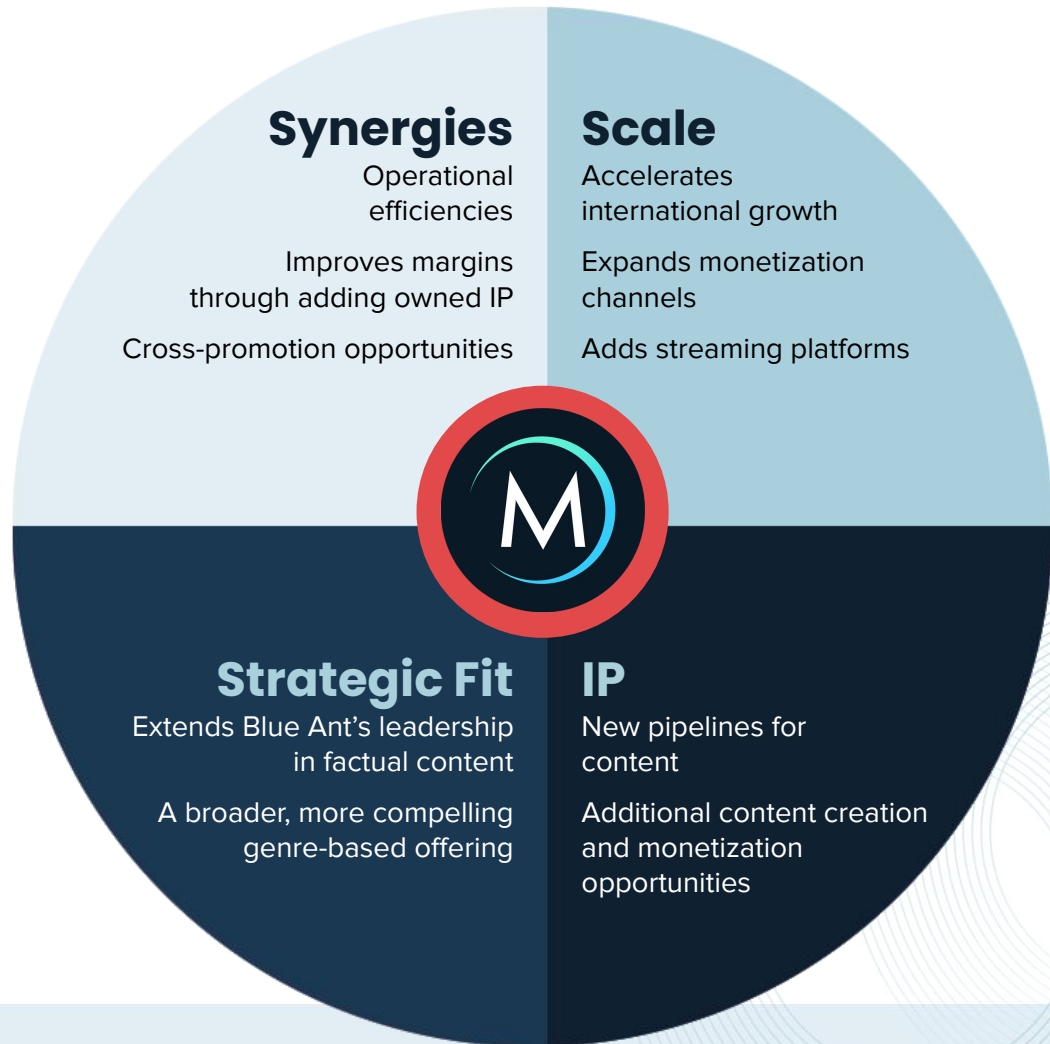 Synergies
Operational
efficiencies
Improves margins
through adding owned IP
Cross-promotion opportunities
Scale
Accelerates
international growth
Expands monetization
channels
Adds streaming platforms
M
Strategic Fit
Extends Blue Ant’s leadership
in factual content
A broader, more compelling
genre-based offering
IP
New pipelines for
content
Additional content creation
and monetization
opportunities